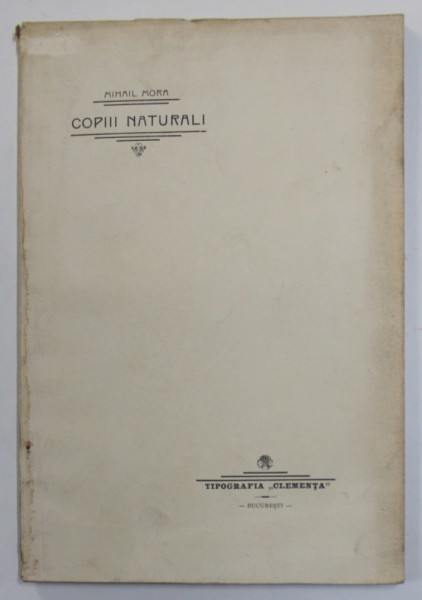 MIHAIL MORA
COPIII NATURALI
TIPOGRAFIA „CLEMENȚA"
— BUCUREȘTI —